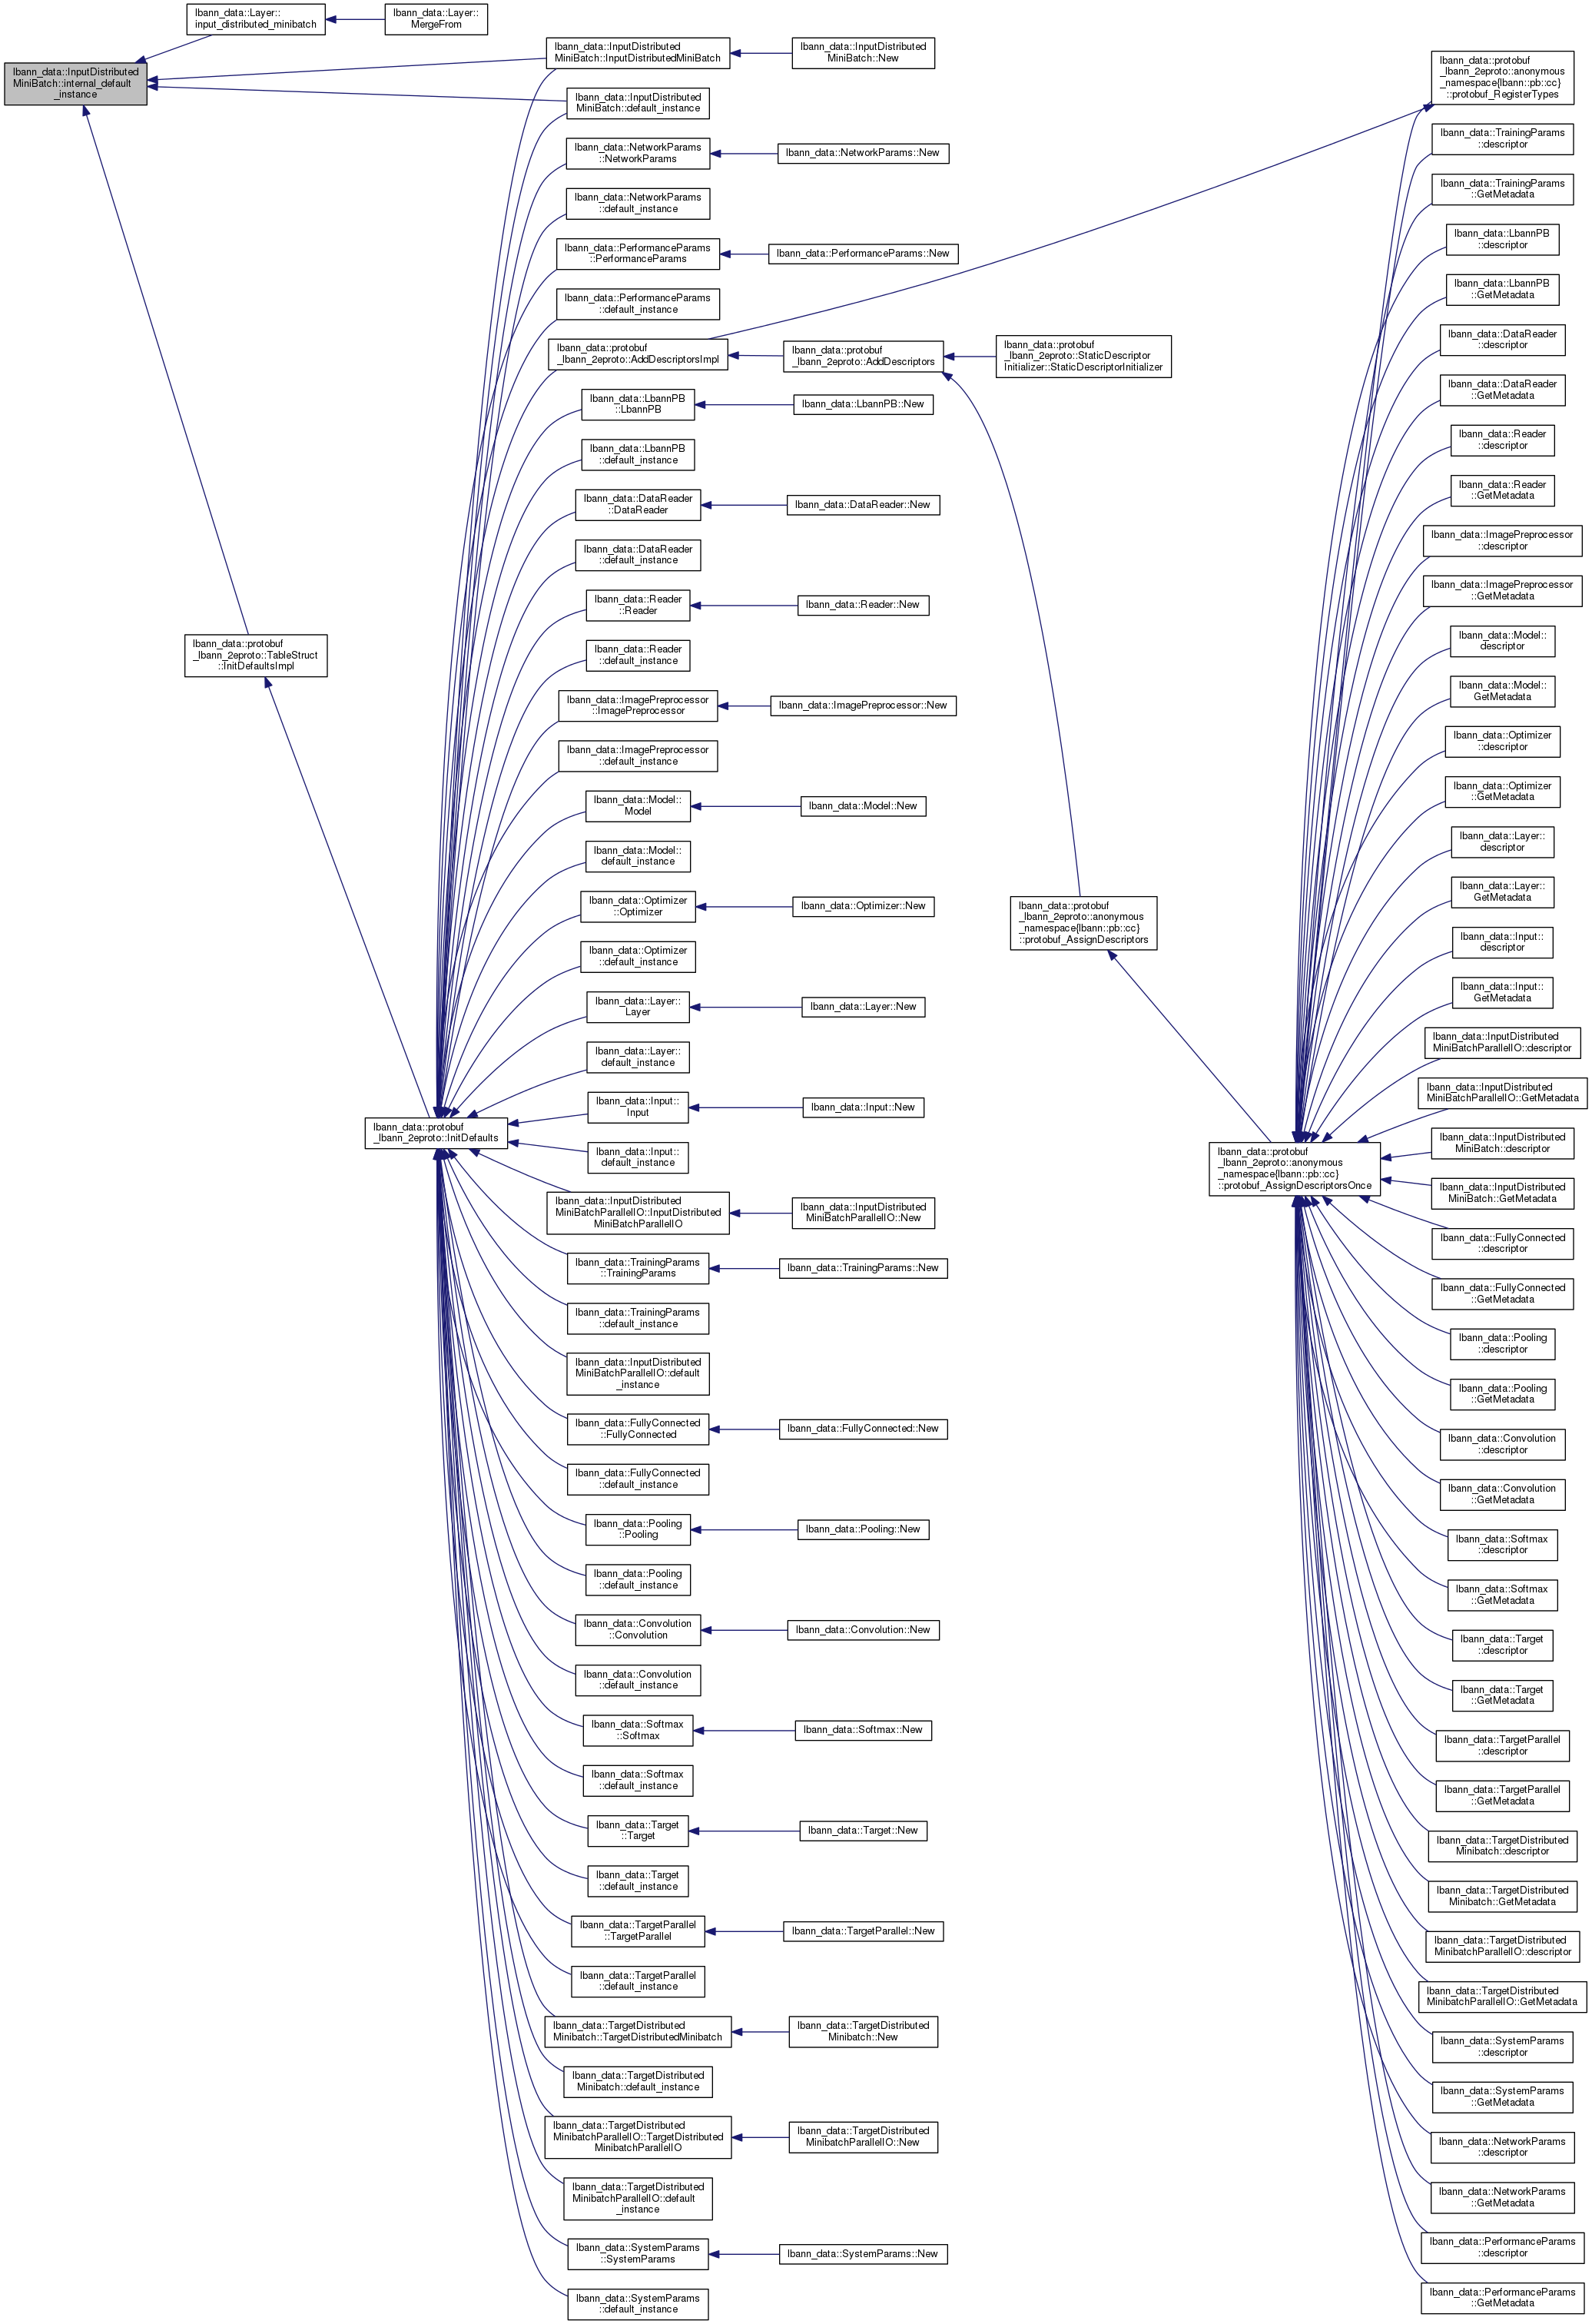 lbann_data::Layer::
input_distributed_minibatch
lbann_data::Layer::
MergeFrom
lbann_data::InputDistributed
MiniBatch::internal_default
_instance
lbann_data::protobuf
_lbann_2eproto::TableStruct
::InitDefaultsImpl
lbann_data::protobuf
_lbann_2eproto::InitDefaults
lbann_data::InputDistributed
MiniBatch::InputDistributedMiniBatch
lbann_data::InputDistributed
MiniBatch::New
lbann_data::InputDistributed
MiniBatch::default_instance
lbann_data::NetworkParams
::NetworkParams
lbann_data::NetworkParams::New
lbann_data::NetworkParams
::default_instance
lbann_data::PerformanceParams
::PerformanceParams
lbann_data::PerformanceParams::New
lbann_data::PerformanceParams
::default_instance
lbann_data::protobuf
_lbann_2eproto::AddDescriptorsImpl
lbann_data::protobuf
_lbann_2eproto::AddDescriptors
lbann_data::protobuf
_lbann_2eproto::StaticDescriptor
Initializer::StaticDescriptorInitializer
lbann_data::LbannPB
::LbannPB
lbann_data::LbannPB::New
lbann_data::LbannPB
::default_instance
lbann_data::DataReader
::DataReader
lbann_data::DataReader::New
lbann_data::DataReader
::default_instance
lbann_data::Reader
::Reader
lbann_data::Reader::New
lbann_data::Reader
::default_instance
lbann_data::ImagePreprocessor
::ImagePreprocessor
lbann_data::ImagePreprocessor::New
lbann_data::ImagePreprocessor
::default_instance
lbann_data::Model::
Model
lbann_data::Model::New
lbann_data::Model::
default_instance
lbann_data::Optimizer
::Optimizer
lbann_data::Optimizer::New
lbann_data::Optimizer
::default_instance
lbann_data::Layer::
Layer
lbann_data::Layer::New
lbann_data::Layer::
default_instance
lbann_data::Input::
Input
lbann_data::Input::New
lbann_data::Input::
default_instance
lbann_data::InputDistributed
MiniBatchParallelIO::InputDistributed
MiniBatchParallelIO
lbann_data::InputDistributed
MiniBatchParallelIO::New
lbann_data::TrainingParams
::TrainingParams
lbann_data::TrainingParams::New
lbann_data::TrainingParams
::default_instance
lbann_data::InputDistributed
MiniBatchParallelIO::default
_instance
lbann_data::FullyConnected
::FullyConnected
lbann_data::FullyConnected::New
lbann_data::FullyConnected
::default_instance
lbann_data::Pooling
::Pooling
lbann_data::Pooling::New
lbann_data::Pooling
::default_instance
lbann_data::Convolution
::Convolution
lbann_data::Convolution::New
lbann_data::Convolution
::default_instance
lbann_data::Softmax
::Softmax
lbann_data::Softmax::New
lbann_data::Softmax
::default_instance
lbann_data::Target
::Target
lbann_data::Target::New
lbann_data::Target
::default_instance
lbann_data::TargetParallel
::TargetParallel
lbann_data::TargetParallel::New
lbann_data::TargetParallel
::default_instance
lbann_data::TargetDistributed
Minibatch::TargetDistributedMinibatch
lbann_data::TargetDistributed
Minibatch::New
lbann_data::TargetDistributed
Minibatch::default_instance
lbann_data::TargetDistributed
MinibatchParallelIO::TargetDistributed
MinibatchParallelIO
lbann_data::TargetDistributed
MinibatchParallelIO::New
lbann_data::TargetDistributed
MinibatchParallelIO::default
_instance
lbann_data::SystemParams
::SystemParams
lbann_data::SystemParams::New
lbann_data::SystemParams
::default_instance
lbann_data::protobuf
_lbann_2eproto::anonymous
_namespace{lbann::pb::cc}
::protobuf_AssignDescriptors
lbann_data::protobuf
_lbann_2eproto::anonymous
_namespace{lbann::pb::cc}
::protobuf_AssignDescriptorsOnce
lbann_data::protobuf
_lbann_2eproto::anonymous
_namespace{lbann::pb::cc}
::protobuf_RegisterTypes
lbann_data::TrainingParams
::descriptor
lbann_data::TrainingParams
::GetMetadata
lbann_data::LbannPB
::descriptor
lbann_data::LbannPB
::GetMetadata
lbann_data::DataReader
::descriptor
lbann_data::DataReader
::GetMetadata
lbann_data::Reader
::descriptor
lbann_data::Reader
::GetMetadata
lbann_data::ImagePreprocessor
::descriptor
lbann_data::ImagePreprocessor
::GetMetadata
lbann_data::Model::
descriptor
lbann_data::Model::
GetMetadata
lbann_data::Optimizer
::descriptor
lbann_data::Optimizer
::GetMetadata
lbann_data::Layer::
descriptor
lbann_data::Layer::
GetMetadata
lbann_data::Input::
descriptor
lbann_data::Input::
GetMetadata
lbann_data::InputDistributed
MiniBatchParallelIO::descriptor
lbann_data::InputDistributed
MiniBatchParallelIO::GetMetadata
lbann_data::InputDistributed
MiniBatch::descriptor
lbann_data::InputDistributed
MiniBatch::GetMetadata
lbann_data::FullyConnected
::descriptor
lbann_data::FullyConnected
::GetMetadata
lbann_data::Pooling
::descriptor
lbann_data::Pooling
::GetMetadata
lbann_data::Convolution
::descriptor
lbann_data::Convolution
::GetMetadata
lbann_data::Softmax
::descriptor
lbann_data::Softmax
::GetMetadata
lbann_data::Target
::descriptor
lbann_data::Target
::GetMetadata
lbann_data::TargetParallel
::descriptor
lbann_data::TargetParallel
::GetMetadata
lbann_data::TargetDistributed
Minibatch::descriptor
lbann_data::TargetDistributed
Minibatch::GetMetadata
lbann_data::TargetDistributed
MinibatchParallelIO::descriptor
lbann_data::TargetDistributed
MinibatchParallelIO::GetMetadata
lbann_data::SystemParams
::descriptor
lbann_data::SystemParams
::GetMetadata
lbann_data::NetworkParams
::descriptor
lbann_data::NetworkParams
::GetMetadata
lbann_data::PerformanceParams
::descriptor
lbann_data::PerformanceParams
::GetMetadata